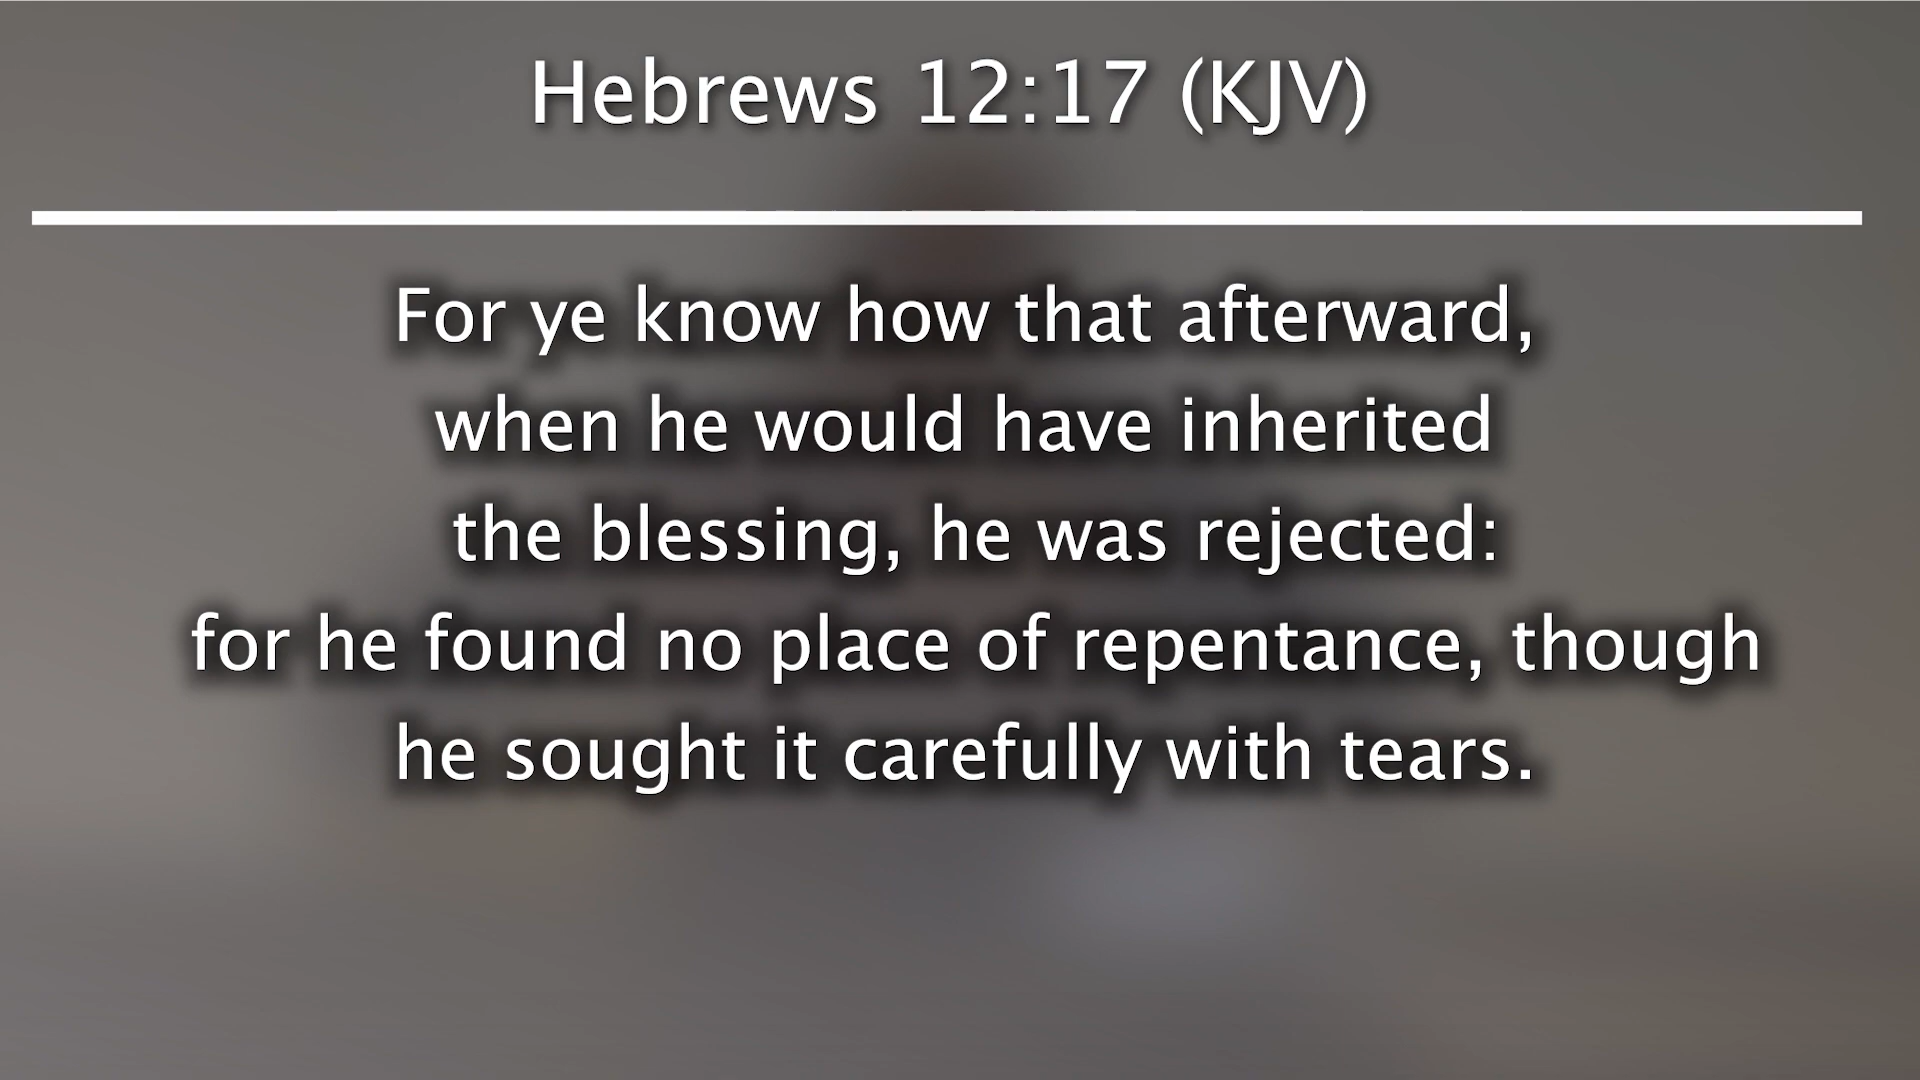 Hebrews 12:17 (KJV)
For ye know how that afterward,
when he would have inherited
the blessing, he was rejected:
for he found no place of repentance, though
he sought it carefully with tears.